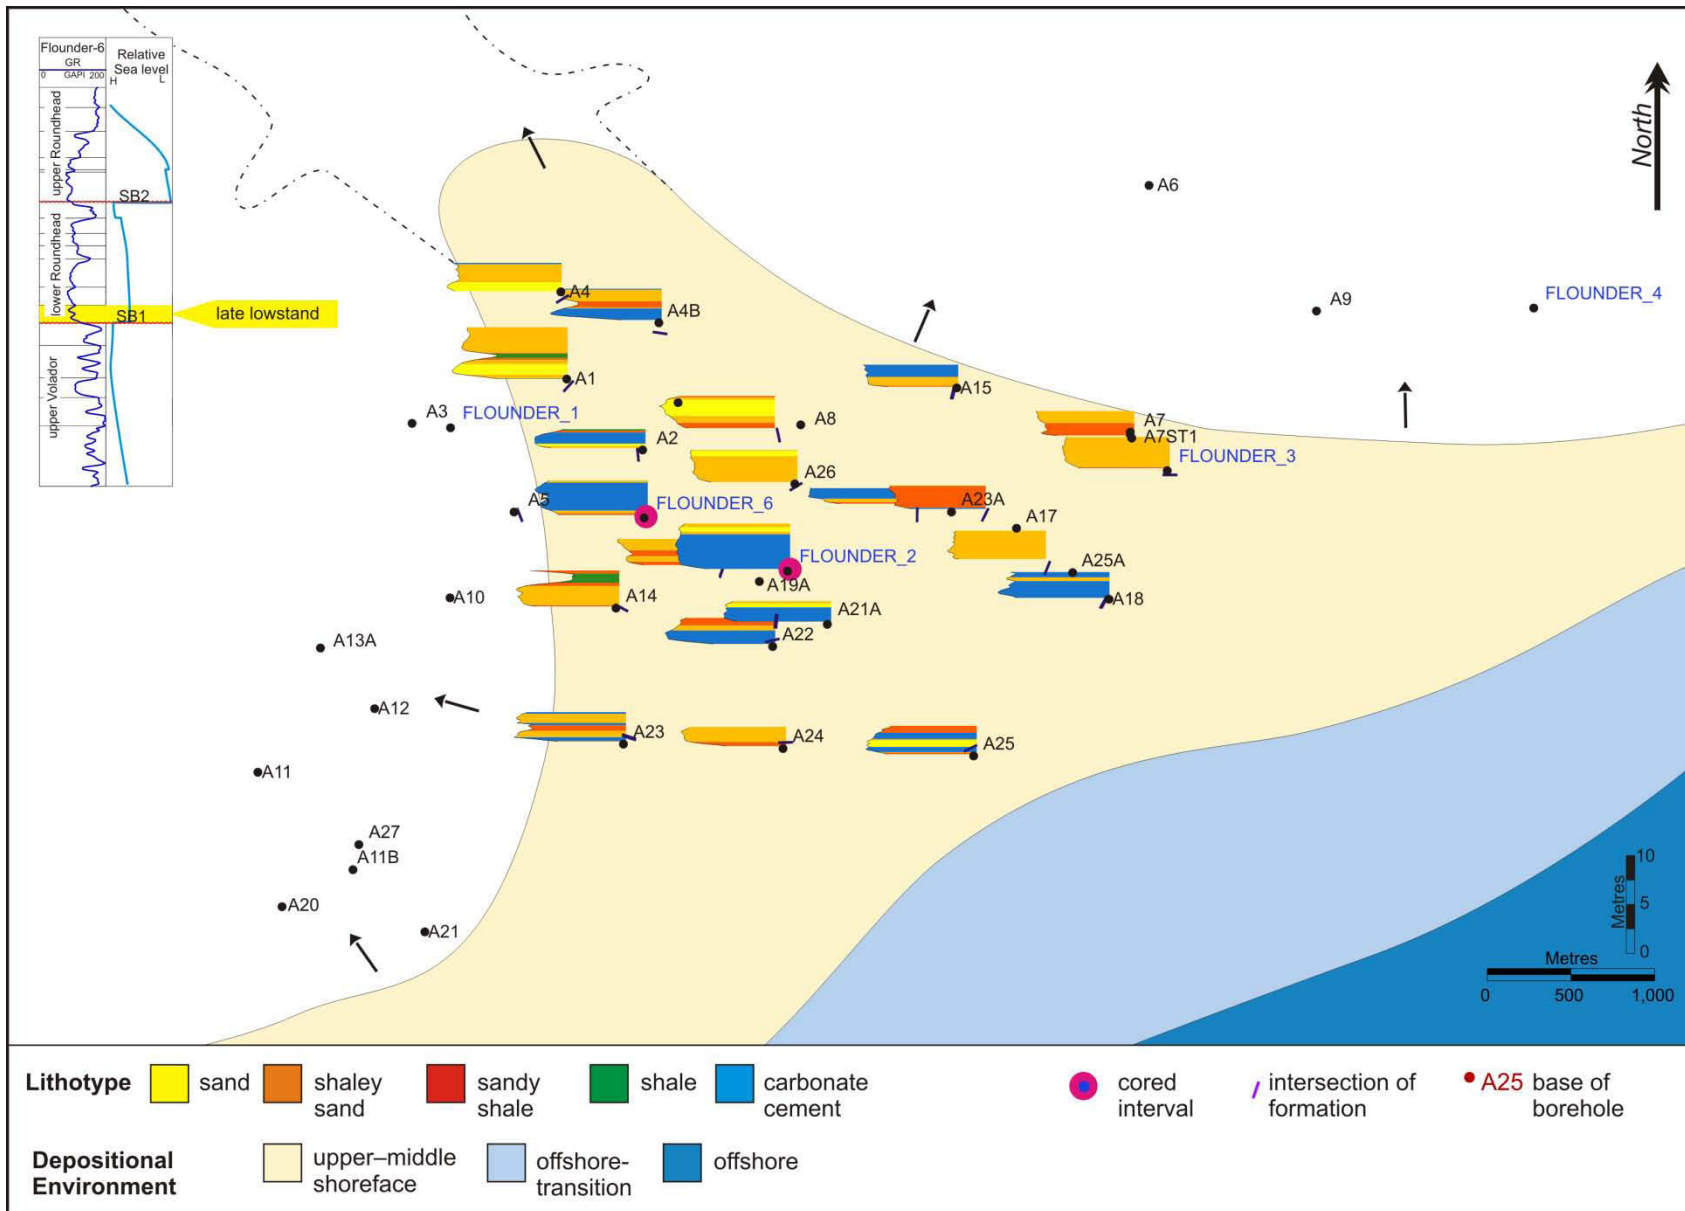 Flounder-6
GR
0 GAPI 200
Relative
Sea level
H L
upper Roundhead
SB2
lower Roundhead
SB1
late lowstand
upper Volador
North
A6
A9
FLOUNDER_4
A4
A4B
A1
A15
A3
FLOUNDER_1
A2
A8
A7
A7ST1
FLOUNDER_3
A26
A5
FLOUNDER_6
A23A
A17
FLOUNDER_2
A25A
A19A
A10
A14
A21A
A18
A22
A13A
A12
A23
A24
A25
A11
A27
A11B
A20
A21
10
Metres
5
0
Metres
0 500 1,000
Lithotype
sand
shaley
sand
sandy
shale
shale
carbonate
cement
cored
interval
intersection of
formation
A25 base of
borehole
Depositional
Environment
upper–middle
shoreface
offshore-
transition
offshore